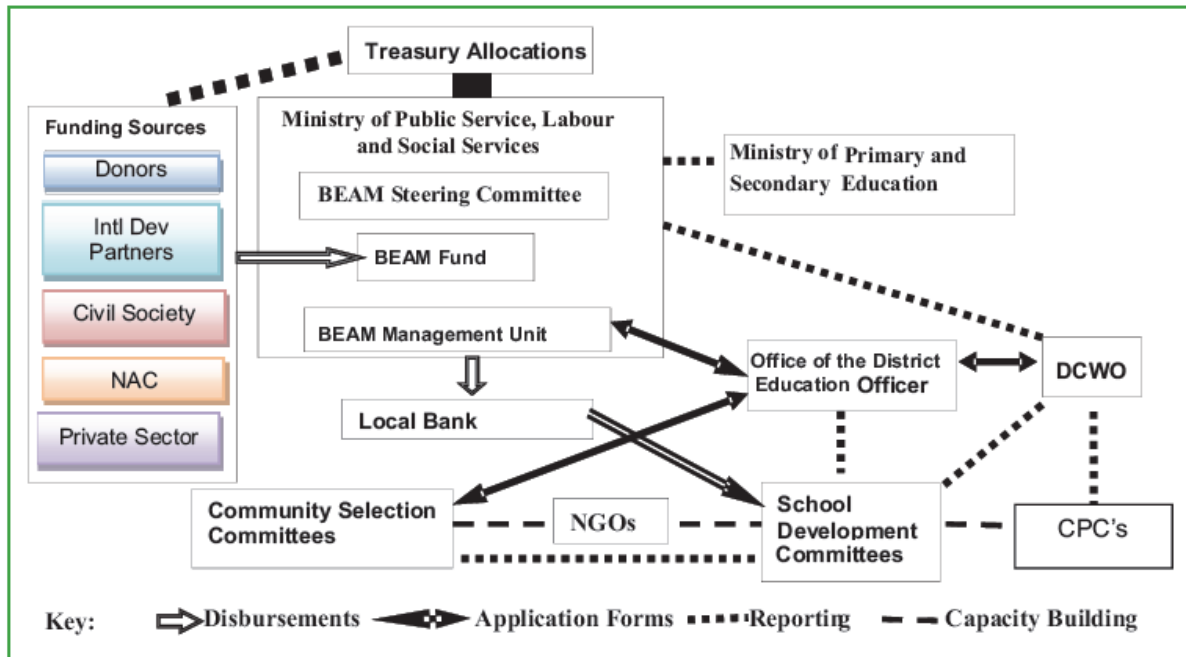 Treasury Allocations
Funding Sources
Donors
Intl Dev
Partners
Civil Society
NAC
Private Sector
Ministry of Public Service, Labour
and Social Services
BEAM Steering Committee
BEAM Fund
BEAM Management Unit
Ministry of Primary and
Secondary Education
Local Bank
Office of the District
Education Officer
DCWO
Community Selection
Committees
NGOs
School
Development
Committees
CPC's
Key: Disbursements Application Forms Reporting Capacity Building